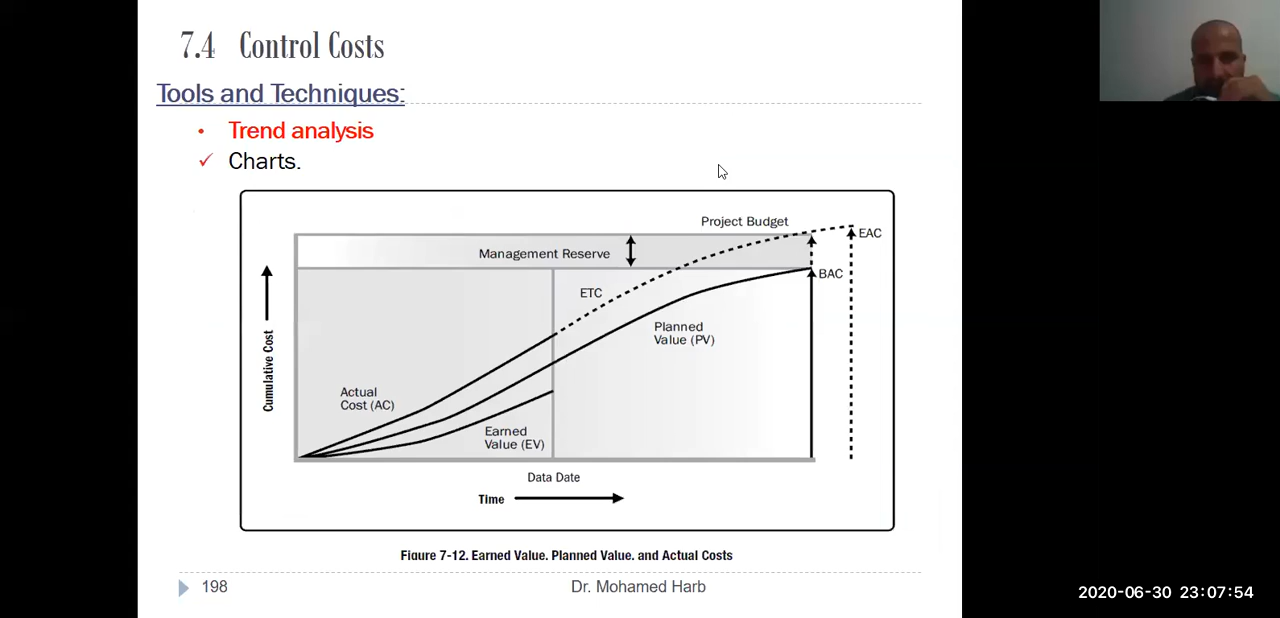 7.4 Control Costs
Tools and Techniques:
• Trend analysis
✓ Charts.
Project Budget
EAC
Management Reserve
BAC
ETC
Planned
Value (PV)
Cumulative Cost
Actual
Cost (AC)
Earned
Value (EV)
Data Date
Time
Figure 7-12. Earned Value, Planned Value, and Actual Costs
198
Dr. Mohamed Harb
2020-06-30 23:07:54